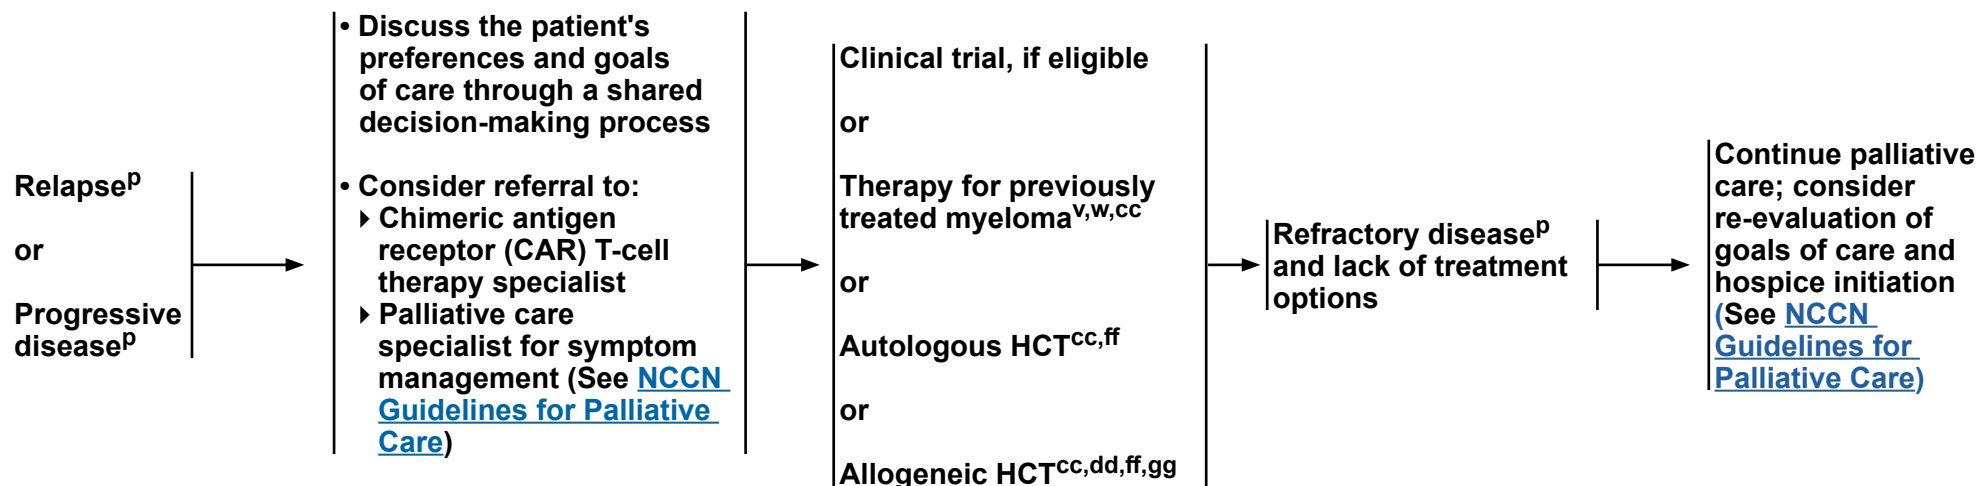 Relapseᵖ
or
Progressive
diseaseᵖ
• Discuss the patient's
preferences and goals
of care through a shared
decision-making process
• Consider referral to:
▸ Chimeric antigen
receptor (CAR) T-cell
therapy specialist
▸ Palliative care
specialist for symptom
management (See NCCN
Guidelines for Palliative
Care)
Clinical trial, if eligible
or
Therapy for previously
treated myelomaᵛ,ʷ,ᶜᶜ
or
Autologous HCTᶜᶜ,ᶠᶠ
or
Allogeneic HCTᶜᶜ,ᵈᵈ,ᶠᶠ,ᵍᵍ
Refractory diseaseᵖ
and lack of treatment
options
Continue palliative
care; consider
re-evaluation of
goals of care and
hospice initiation
(See NCCN
Guidelines for
Palliative Care)